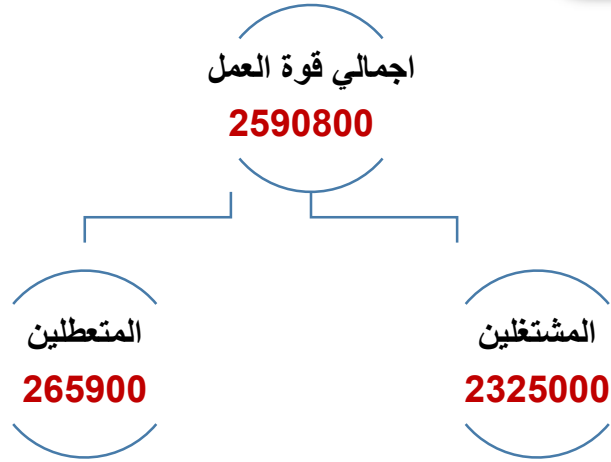 اجمالي قوة العمل
2590800
المشتغلين
2325000
المتعطلين
265900